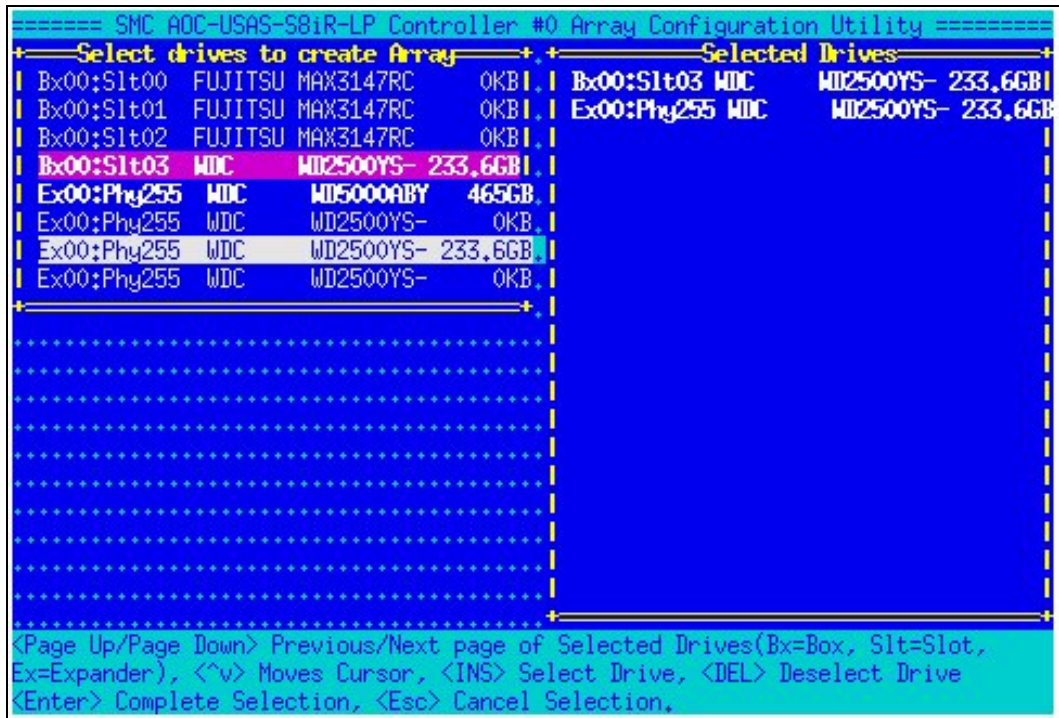 ======= SMC AOC-USAS-S8iR-LP Controller #0 Array Configuration Utility =========
Select drives to create Array
Bx00:Slt00 FUJITSU MAX3147RC 0KB
Bx00:Slt01 FUJITSU MAX3147RC 0KB
Bx00:Slt02 FUJITSU MAX3147RC 0KB
Bx00:Slt03 WDC WD2500YS- 233.6GB
Ex00:Phy255 WDC WD5000ABY 465GB
Ex00:Phy255 WDC WD2500YS- 0KB
Ex00:Phy255 WDC WD2500YS- 233.6GB
Ex00:Phy255 WDC WD2500YS- 0KB
Selected Drives
Bx00:Slt03 WDC WD2500YS- 233.6GB
Ex00:Phy255 WDC WD2500YS- 233.6GB
<Page Up/Page Down> Previous/Next page of Selected Drives(Bx=Box, Slt=Slot,
Ex=Expander), <^v> Moves Cursor, <INS> Select Drive, <DEL> Deselect Drive
<Enter> Complete Selection, <Esc> Cancel Selection.